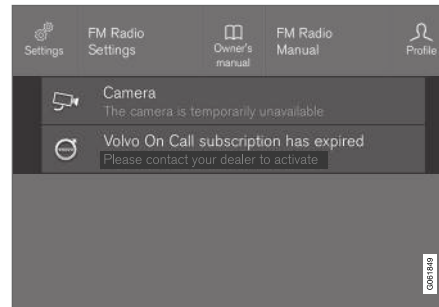 Settings
FM Radio
Settings
Owner's
manual
FM Radio
Manual
Profile
Camera
The camera is temporarily unavailable
Volvo On Call subscription has expired
Please contact your dealer to activate
G061849